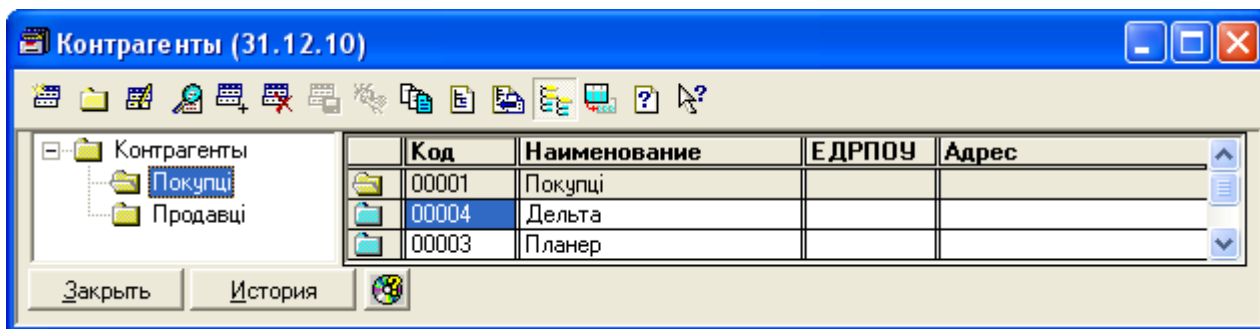 Контрагенты (31.12.10)
Контрагенты
Покупці
Продавці
Код Наименование ЕДРПОУ Адрес
00001 Покупці
00004 Дельта
00003 Планер
Закрыть История